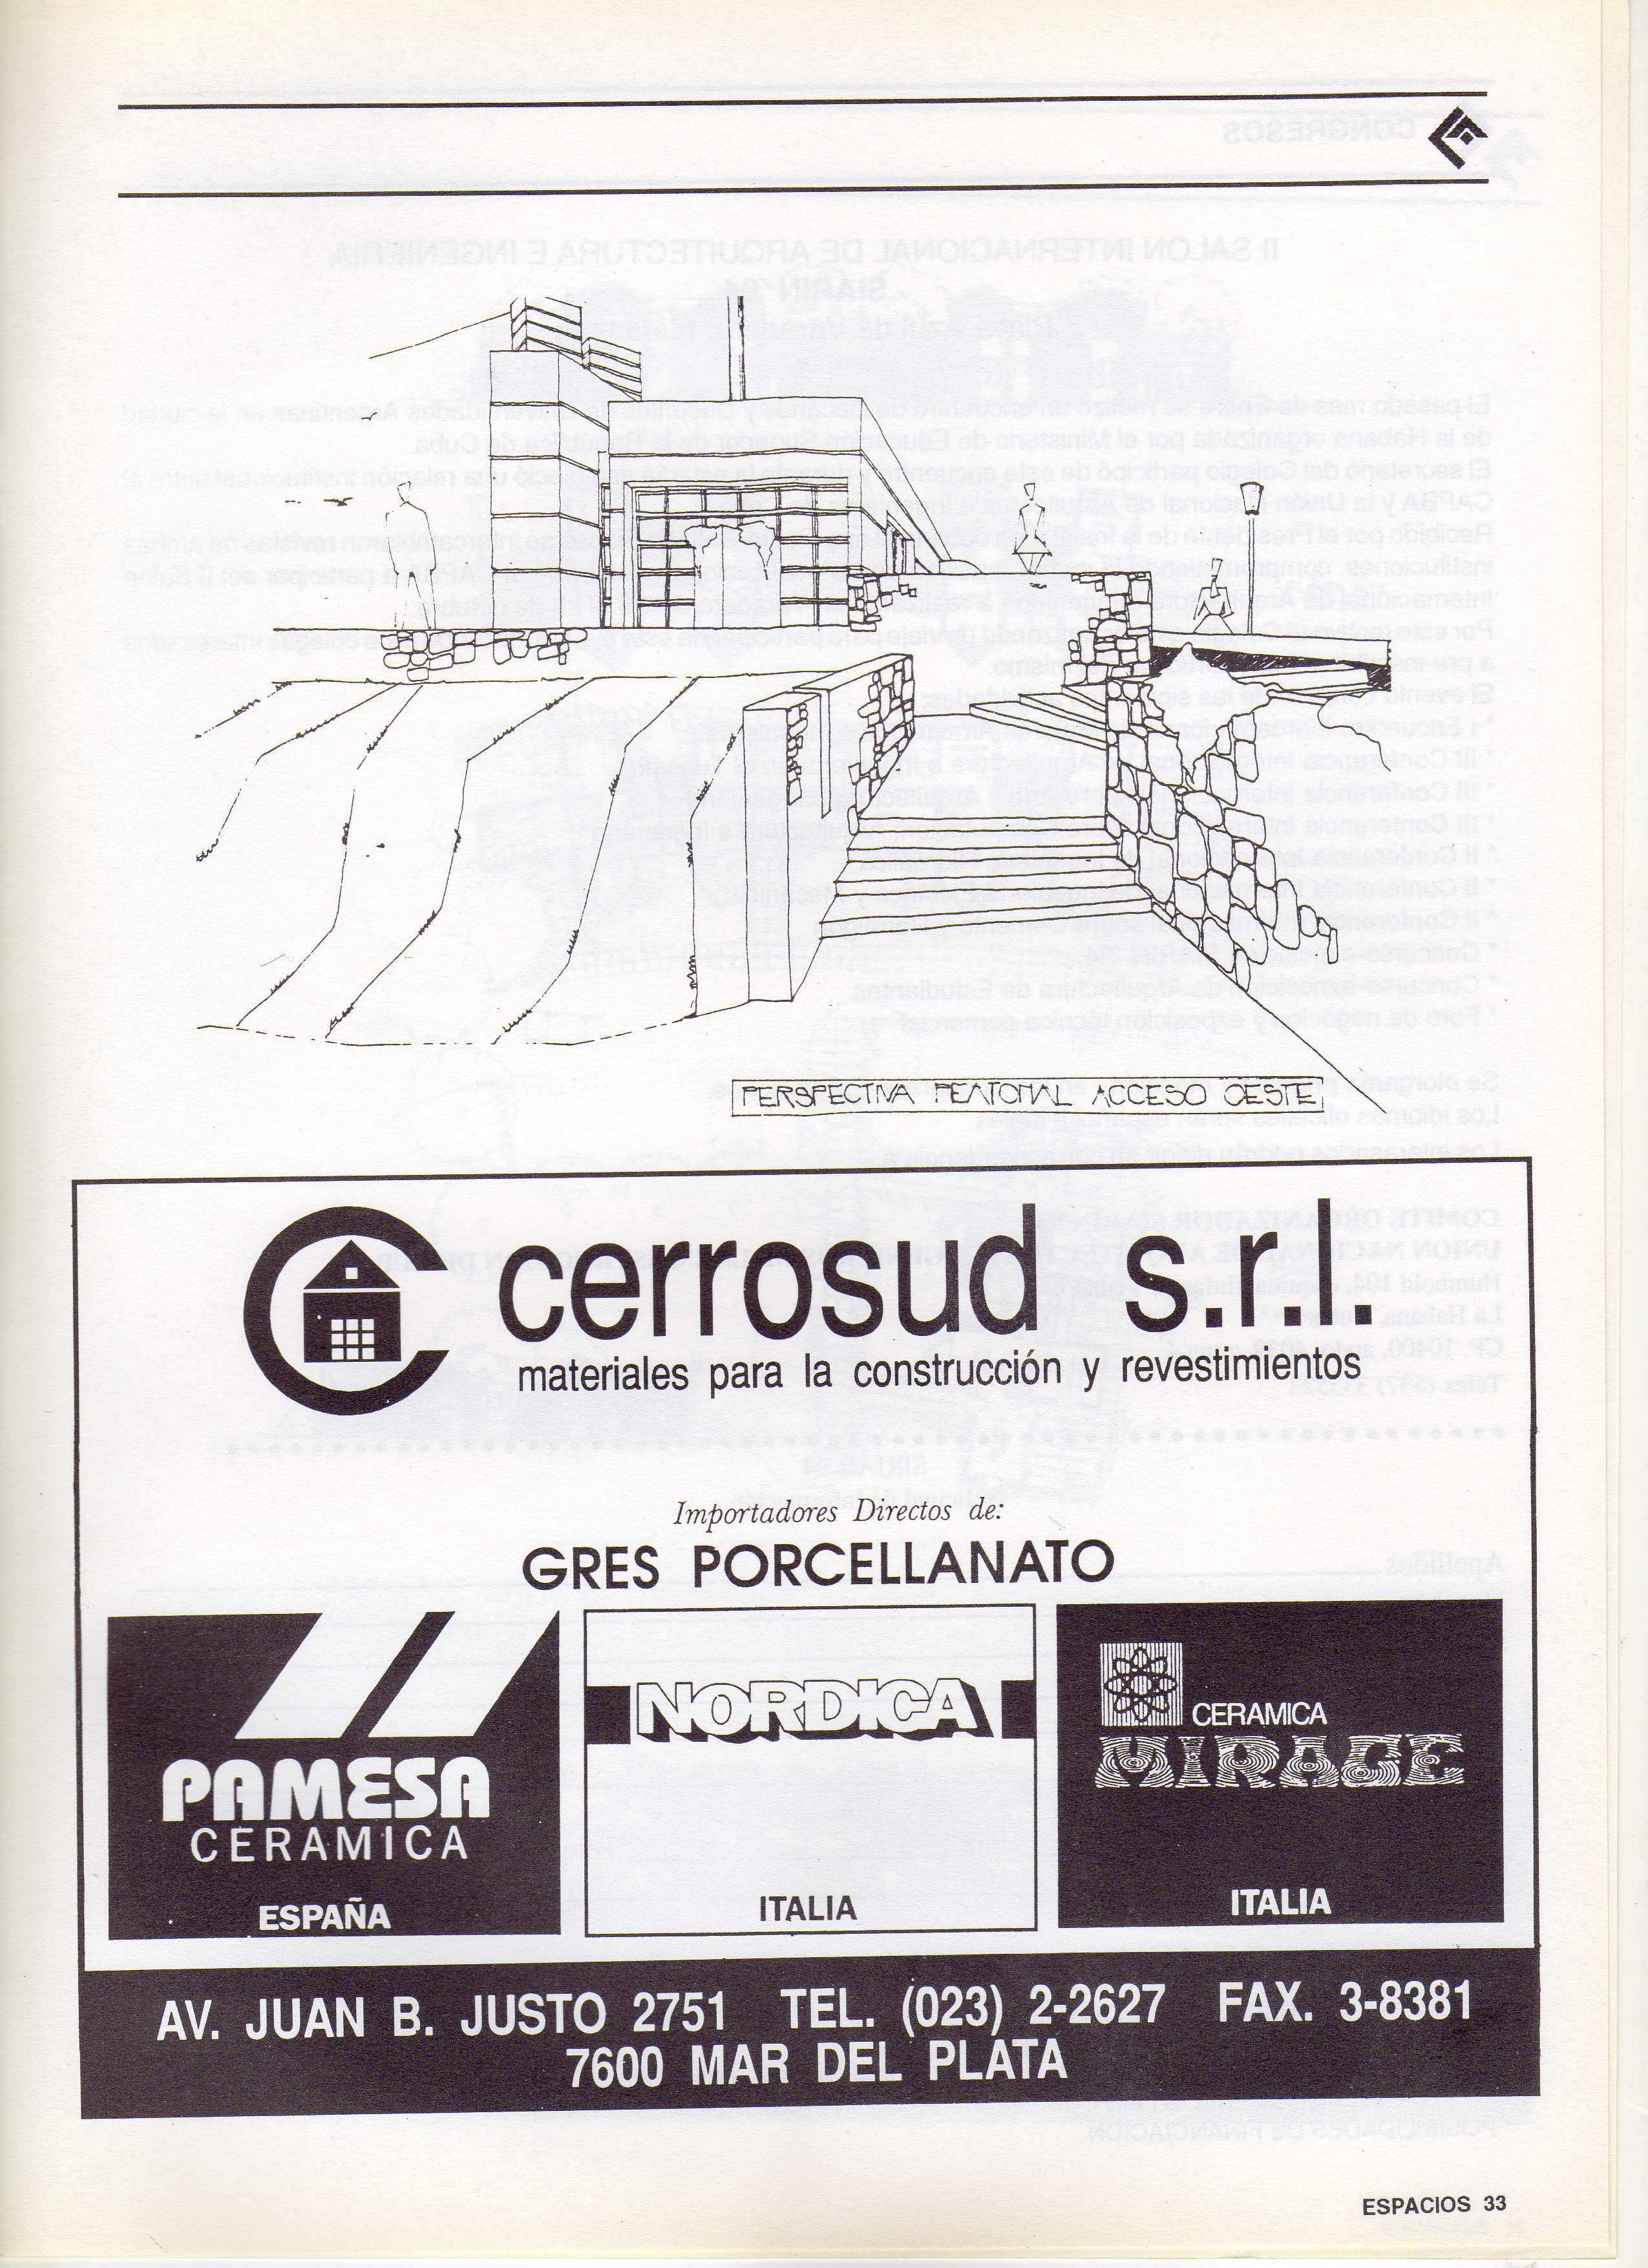 PERSPECTIVA PEATONAL ACCESO OESTE
cerrosud s.r.l.
materiales para la construcción y revestimientos
Importadores Directos de:
GRES PORCELLANATO
PAMESA
CERAMICA
ESPAÑA
NORDICA
ITALIA
CERAMICA
MIRAGE
ITALIA
AV. JUAN B. JUSTO 2751 TEL. (023) 2-2627 FAX. 3-8381
7600 MAR DEL PLATA
ESPACIOS 33